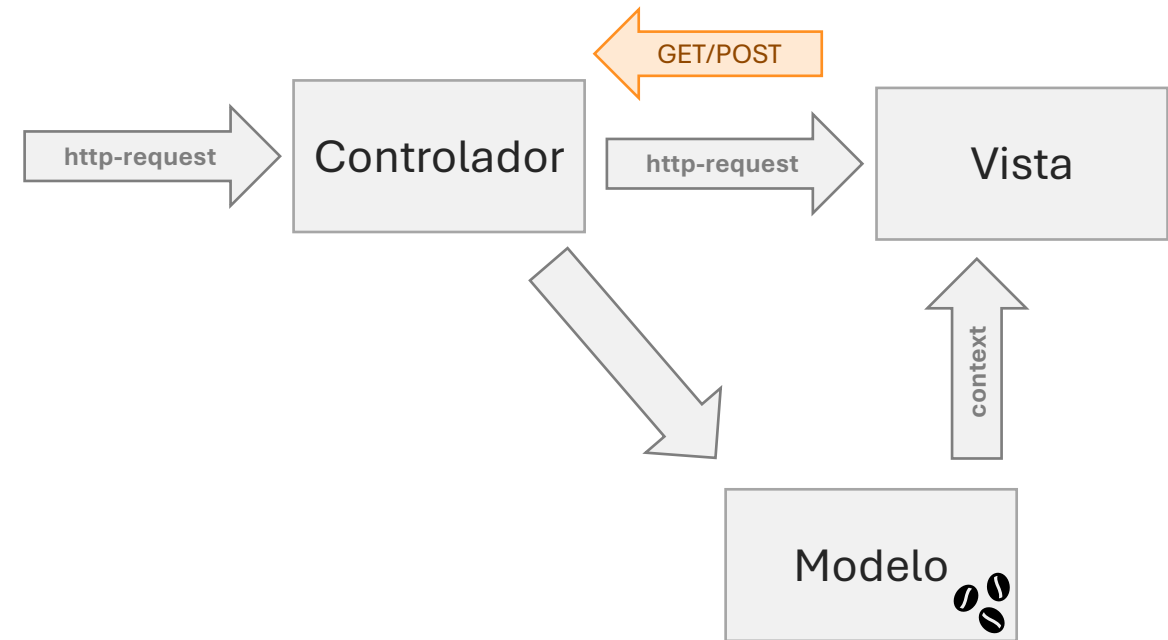 GET/POST
http-request
Controlador
http-request
Vista
context
Modelo